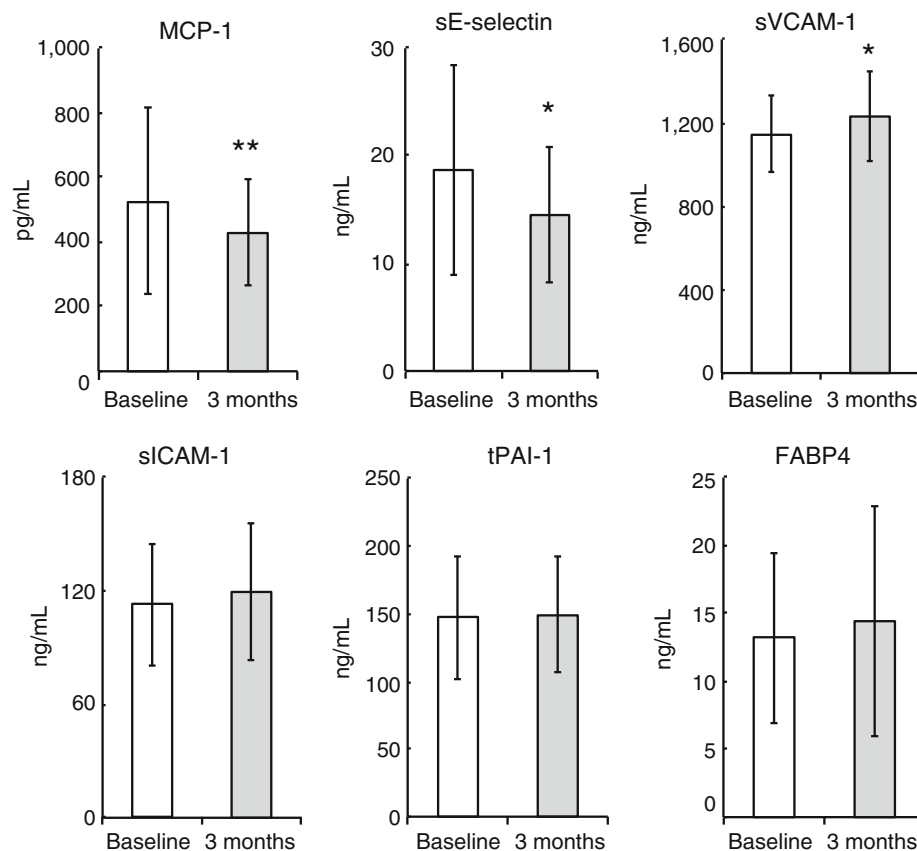 MCP-1
1,000
800
600
400
200
0
pg/mL
**
Baseline 3 months
sE-selectin
30
20
10
0
ng/mL
*
Baseline 3 months
sVCAM-1
1,600
1,200
800
400
0
ng/mL
*
Baseline 3 months
sICAM-1
180
120
60
0
ng/mL
Baseline 3 months
tPAI-1
250
200
150
100
50
0
ng/mL
Baseline 3 months
FABP4
25
20
15
10
5
0
ng/mL
Baseline 3 months